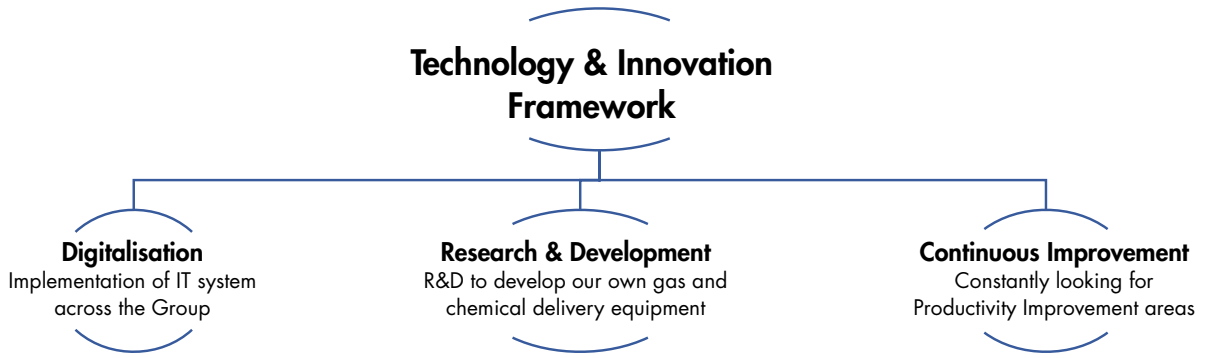 Technology & Innovation
Framework
Digitalisation
Implementation of IT system
across the Group
Research & Development
R&D to develop our own gas and
chemical delivery equipment
Continuous Improvement
Constantly looking for
Productivity Improvement areas